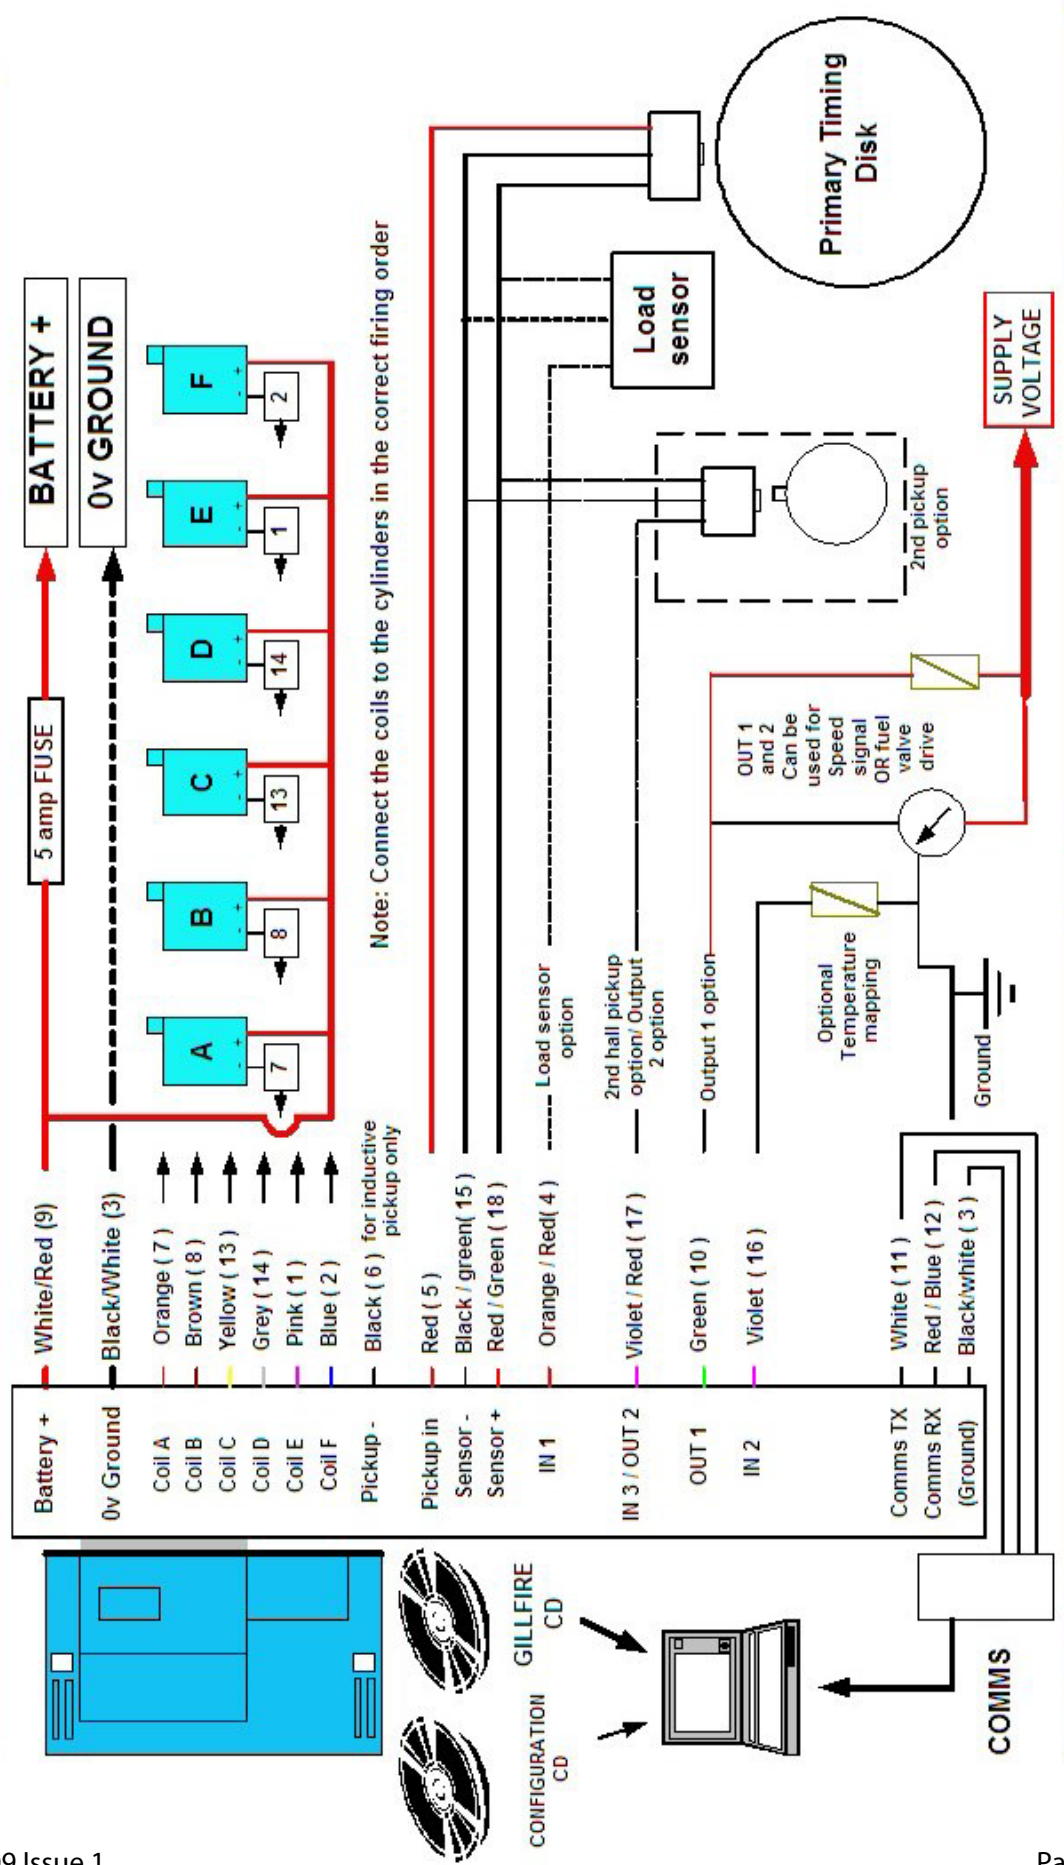 BATTERY +
0v GROUND
5 amp FUSE
A
B
C
D
E
F
- +
- +
- +
- +
- +
- +
7
8
13
14
1
2
Note: Connect the coils to the cylinders in the correct firing order
White/Red (9)
Black/White (3)
Orange ( 7 )
Brown ( 8 )
Yellow ( 13 )
Grey ( 14 )
Pink ( 1 )
Blue ( 2 )
Black ( 6 )
for inductive
pickup only
Red ( 5 )
Black / green( 15 )
Red / Green ( 18 )
Orange / Red( 4 )
Violet / Red ( 17 )
Green ( 10 )
Violet ( 16 )
White ( 11 )
Red / Blue ( 12 )
Black/white ( 3 )
Battery +
0v Ground
Coil A
Coil B
Coil C
Coil D
Coil E
Coil F
Pickup -
Pickup in
Sensor -
Sensor +
IN 1
IN 3 / OUT 2
OUT 1
IN 2
Comms TX
Comms RX
(Ground)
Load sensor
option
2nd hall pickup
option/ Output
2 option
Output 1 option
Load
sensor
Primary Timing
Disk
2nd pickup
option
SUPPLY
VOLTAGE
OUT 1
and 2
Can be
used for
Speed
signal
OR fuel
valve
drive
Optional
Temperature
mapping
Ground
GILLFIRE
CD
CONFIGURATION
CD
COMMS
09 Issue 1
Pa